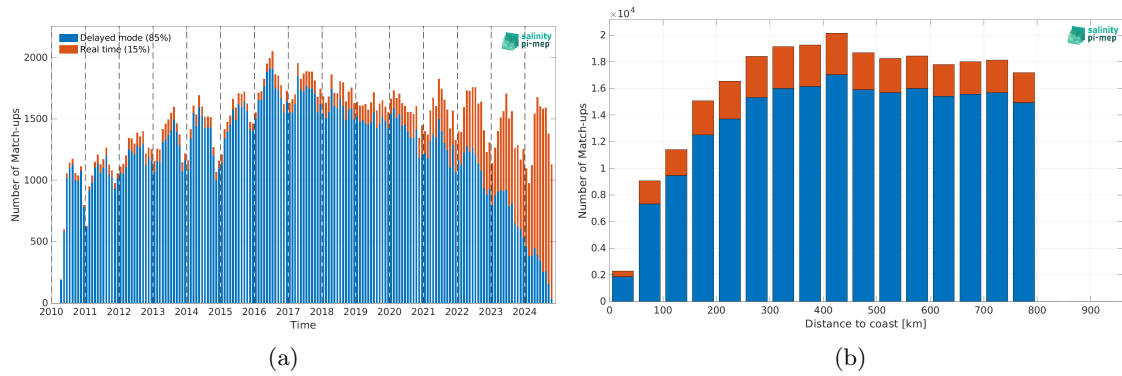 Delayed mode (85%)
Real time (15%)
salinity
pi-mep
2000
1500
1000
500
0
Number of Match-ups
2010 2011 2012 2013 2014 2015 2016 2017 2018 2019 2020 2021 2022 2023 2024
Time
(a)
×10⁴
salinity
pi-mep
2
1.8
1.6
1.4
1.2
1
0.8
0.6
0.4
0.2
0
Number of Match-ups
0 100 200 300 400 500 600 700 800 900
Distance to coast [km]
(b)